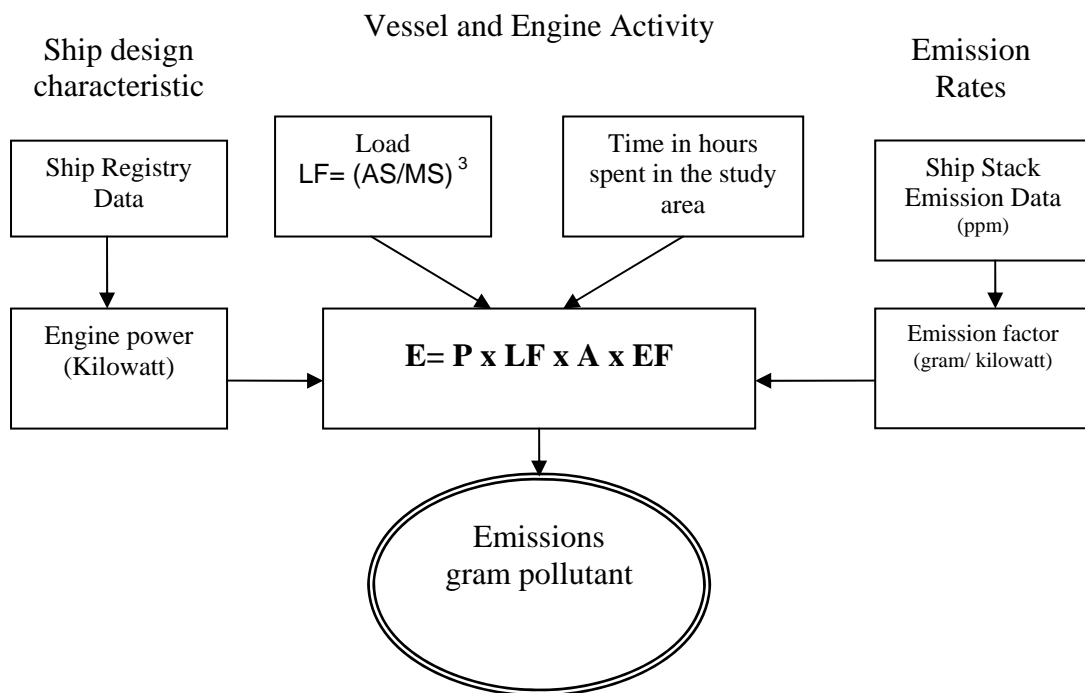 Vessel and Engine Activity
Ship design
characteristic
Emission
Rates
Ship Registry
Data
Load
LF= (AS/MS) ³
Time in hours
spent in the study
area
Ship Stack
Emission Data
(ppm)
Engine power
(Kilowatt)
E= P x LF x A x EF
Emission factor
(gram/ kilowatt)
Emissions
gram pollutant